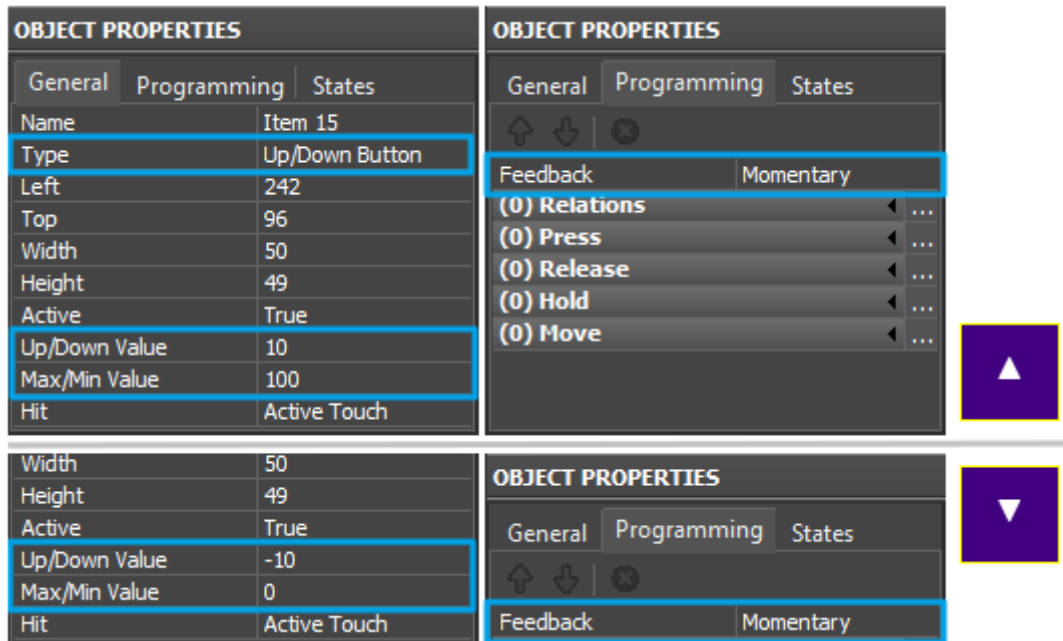 OBJECT PROPERTIES
General Programming States
Name Item 15
Type Up/Down Button
Left 242
Top 96
Width 50
Height 49
Active True
Up/Down Value 10
Max/Min Value 100
Hit Active Touch
OBJECT PROPERTIES
General Programming States
Feedback Momentary
(0) Relations ...
(0) Press ...
(0) Release ...
(0) Hold ...
(0) Move ...
Width 50
Height 49
Active True
Up/Down Value -10
Max/Min Value 0
Hit Active Touch
OBJECT PROPERTIES
General Programming States
Feedback Momentary